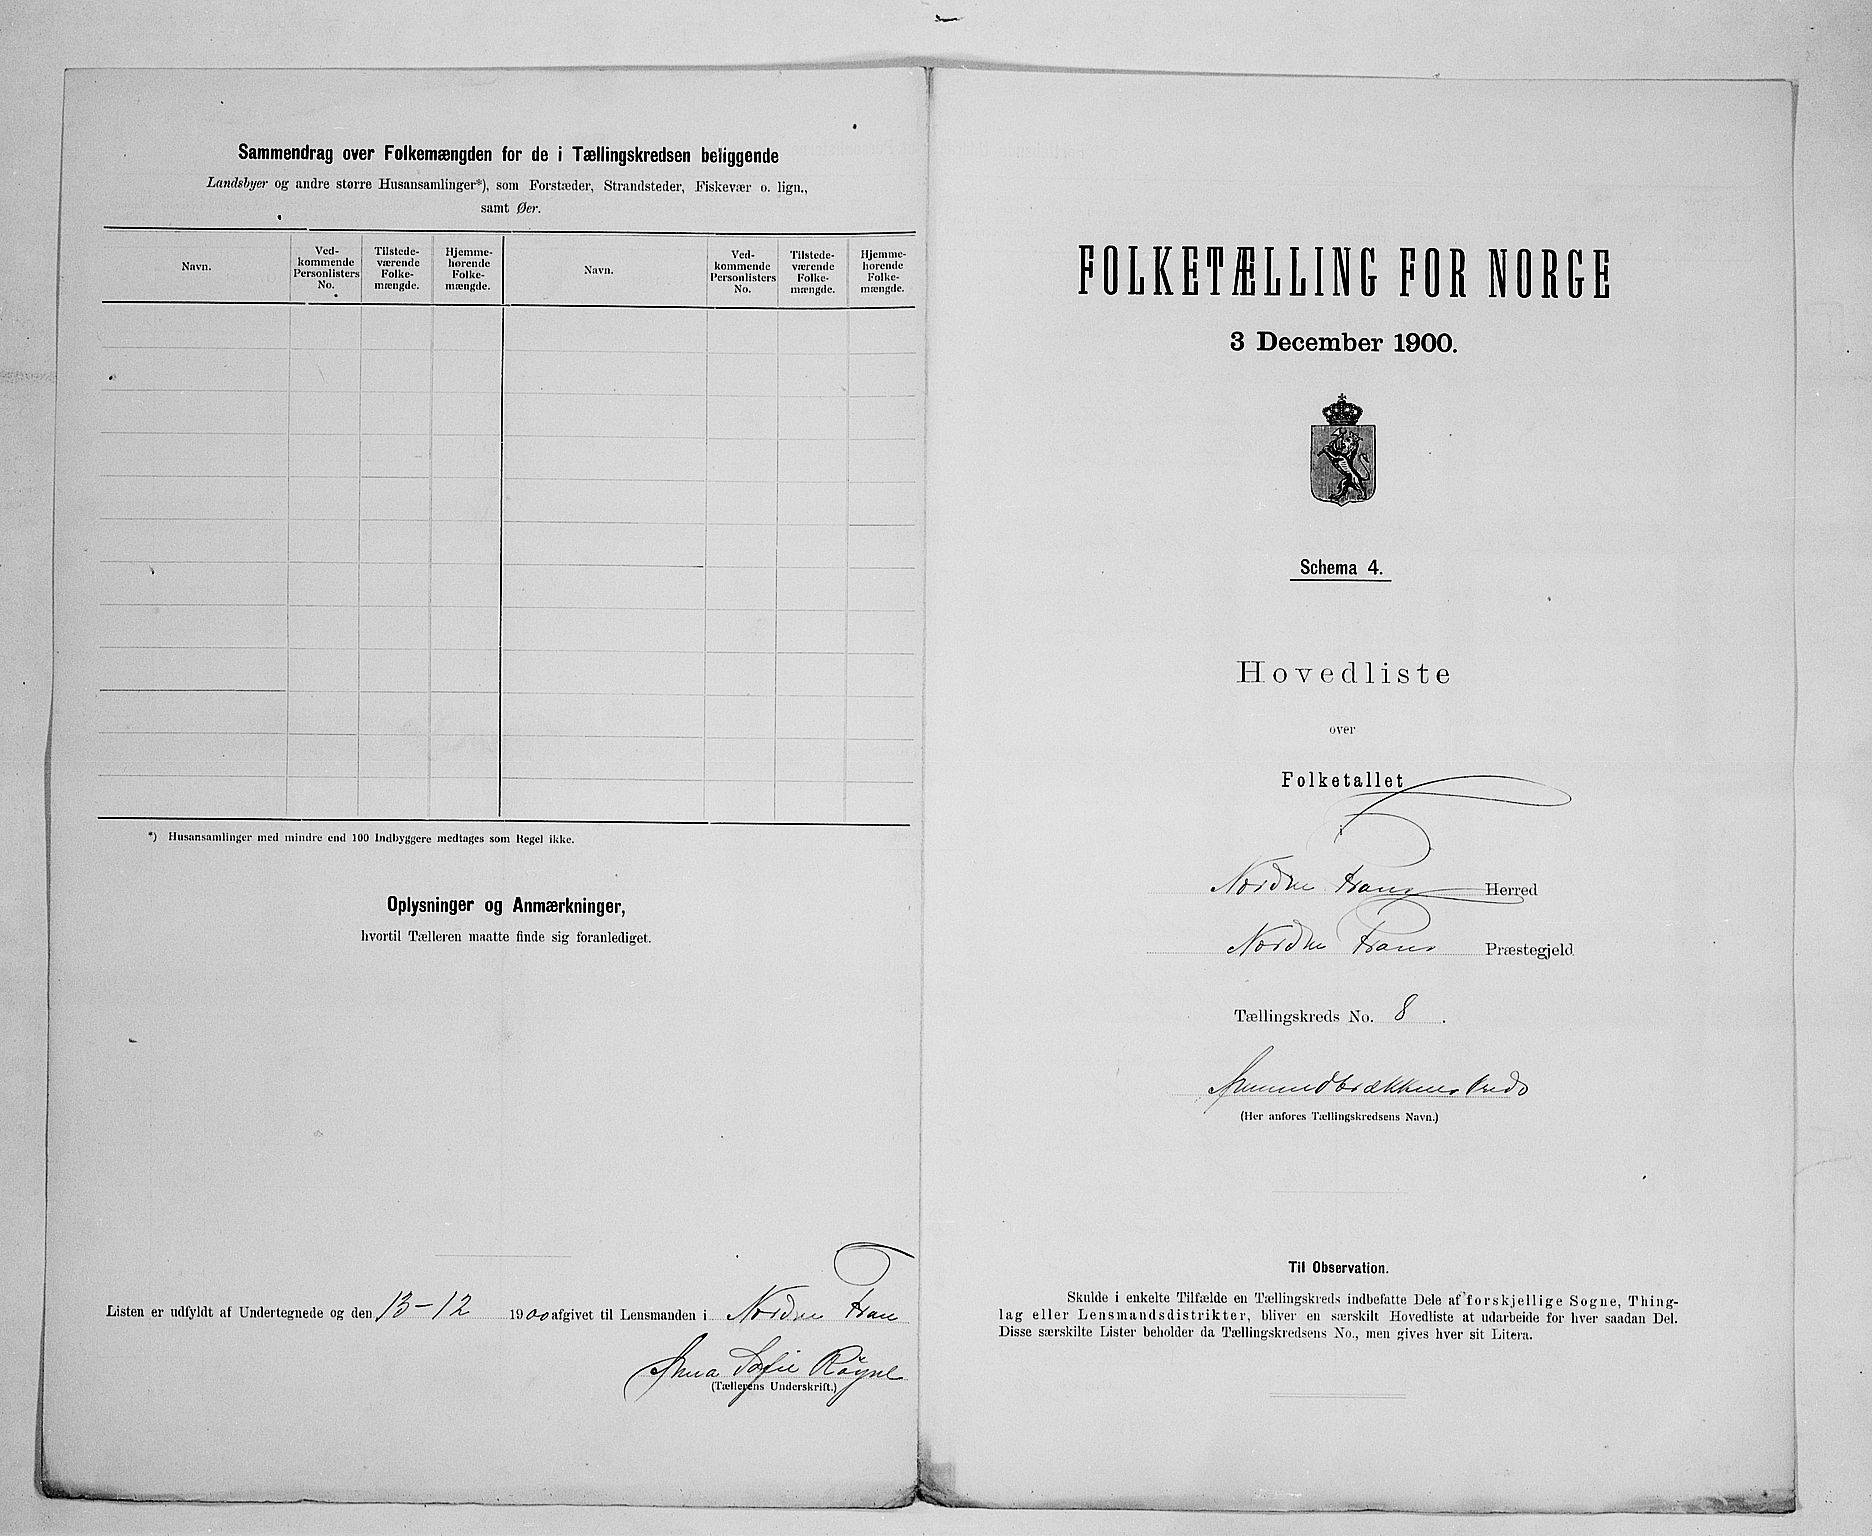 Sammendrag over Folkemængden for de i Tællingskredsen beliggende
Landsbyer og andre større Husansamlinger*), som Forstæder, Strandsteder, Fiskevær o. lign.,
samt Øer.
Navn.
Ved-
kommende
Personlisters
No.
Tilstede-
værende
Folke-
mængde.
Hjemme-
hørende
Folke-
mængde.
Navn.
Ved-
kommende
Personlisters
No.
Tilstede-
værende
Folke-
mængde.
Hjemme-
hørende
Folke-
mængde.
*) Husansamlinger med mindre end 100 Indbyggere medtages som Regel ikke.
Oplysninger og Anmærkninger,
hvortil Tælleren maatte finde sig foranlediget.
Listen er udfyldt af Undertegnede og den 13-12 1900 afgivet til Lensmanden i Nordre Fron
Anna Sofie
(Tællerens Underskrift.)
FOLKETÆLLING FOR NORGE
3 December 1900.
Schema 4.
Hovedliste
over
Folketallet
i
Nordre Frons Herred
Nordre Frons Præstegjeld
Tællingskreds No. 8.
(Her anføres Tællingskredsens Navn.)
Til Observation.
Skulde i enkelte Tilfælde en Tællingskreds indbefatte Dele af forskjellige Sogne, Thing-
lag eller Lensmandsdistrikter, bliver en særskilt Hovedliste at udarbeide for hver saadan Del.
Disse særskilte Lister beholder da Tællingskredsens No., men gives hver sit Litera.